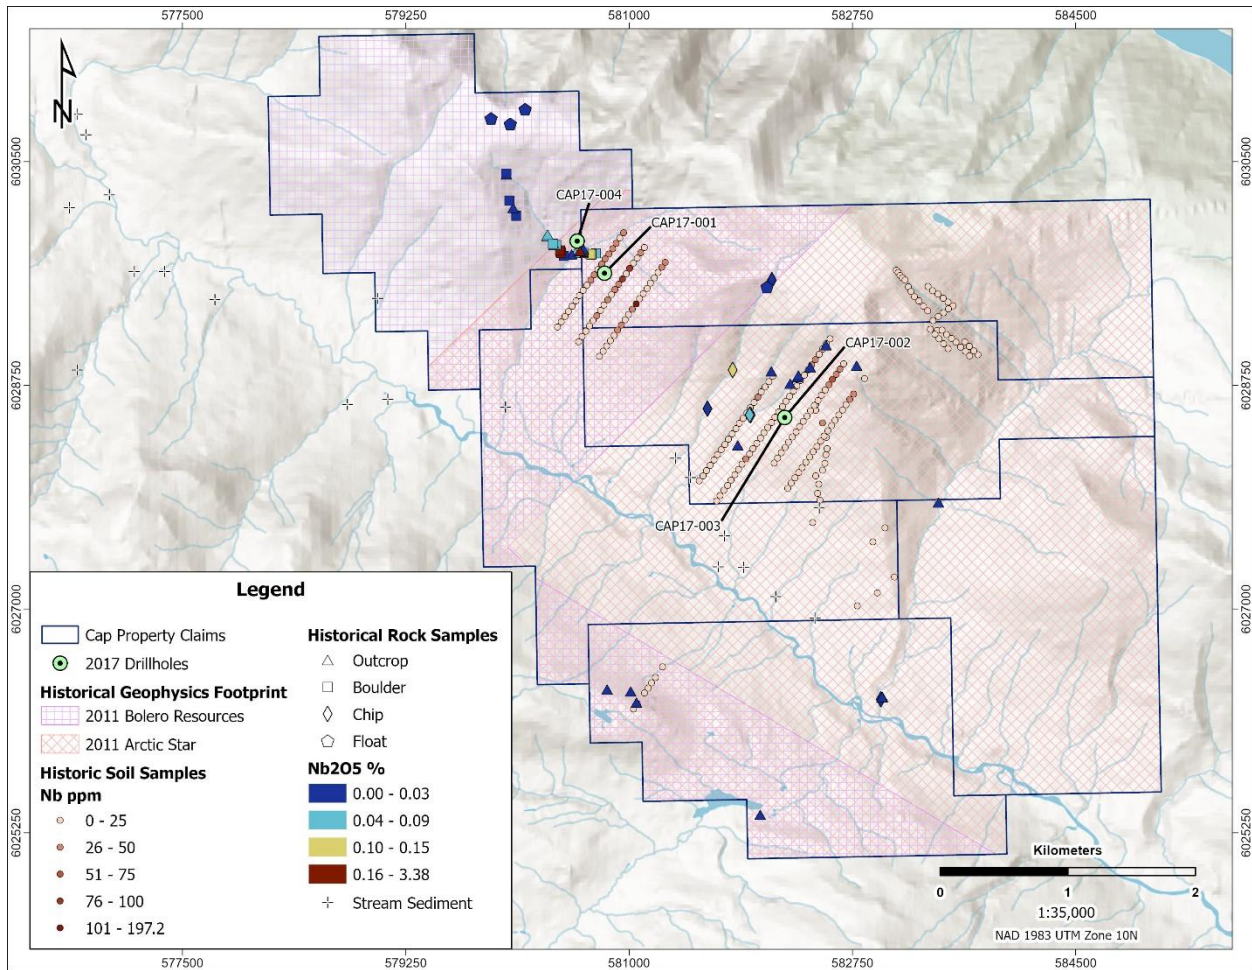 577500 579250 581000 582750 584500
N
6030500 6030500
CAP17-004
CAP17-001
CAP17-002
6028750 6028750
CAP17-003
6027000 6027000
Legend
Cap Property Claims
2017 Drillholes
Historical Geophysics Footprint
2011 Bolero Resources
2011 Arctic Star
Historic Soil Samples
Nb ppm
0 - 25
26 - 50
51 - 75
76 - 100
101 - 197.2
Historical Rock Samples
Outcrop
Boulder
Chip
Float
Nb2O5 %
0.00 - 0.03
0.04 - 0.09
0.10 - 0.15
0.16 - 3.38
Stream Sediment
6025250 6025250
Kilometers
0 1 2
1:35,000
NAD 1983 UTM Zone 10N
577500 579250 581000 582750 584500